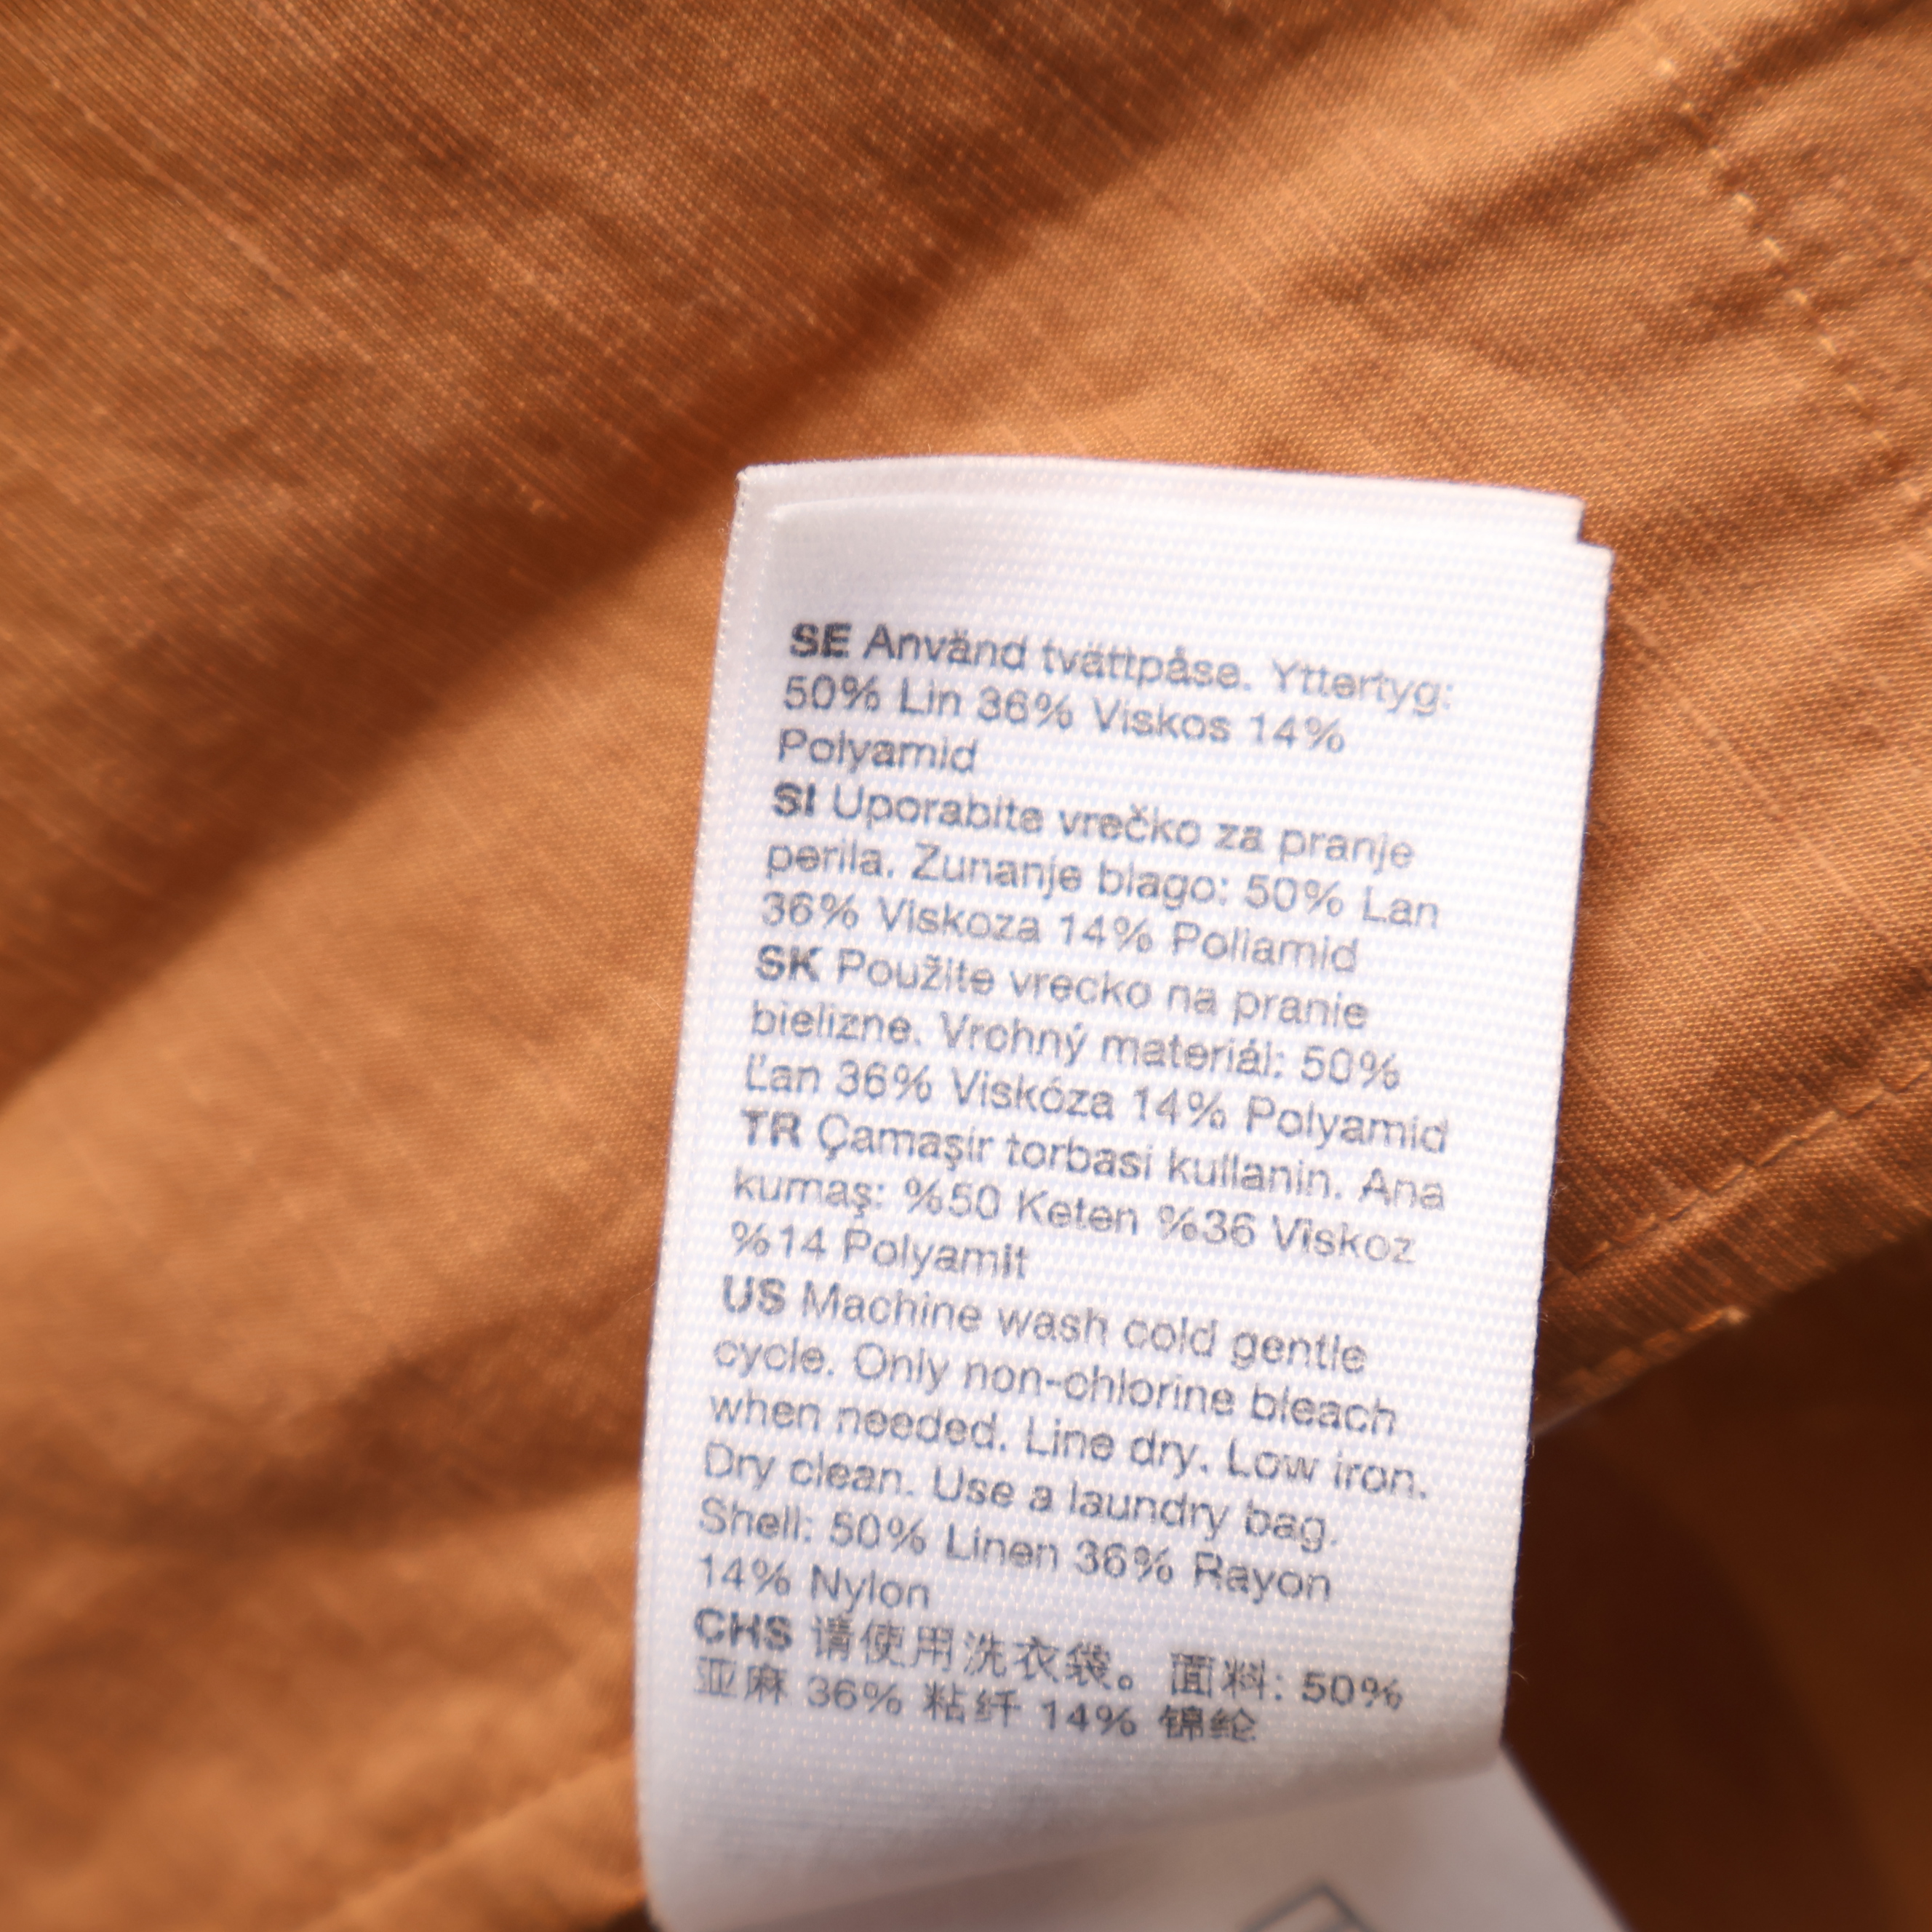 SE Använd tvättpåse. Yttertyg:
50% Lin 36% Viskos 14%
Polyamid
SI Uporabite vrečko za pranje
perila. Zunanje blago: 50% Lan
36% Viskoza 14% Poliamid
SK Použite vrecko na pranie
bielizne. Vrchný materiál: 50%
Ľan 36% Viskóza 14% Polyamid
TR Çamaşir torbasi kullanin. Ana
kumaş: %50 Keten %36 Viskoz
%14 Polyamit
US Machine wash cold gentle
cycle. Only non-chlorine bleach
when needed. Line dry. Low iron.
Dry clean. Use a laundry bag.
Shell: 50% Linen 36% Rayon
14% Nylon
CHS 请使用洗衣袋。面料: 50%
亚麻 36% 粘纤 14% 锦纶